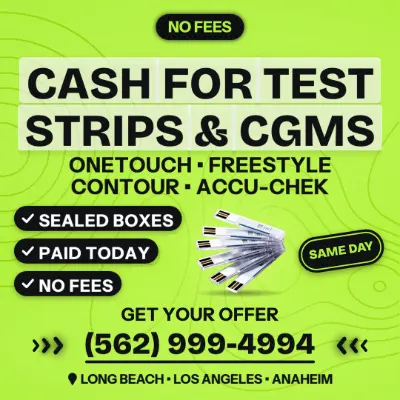 NO FEES
CASH FOR TEST
STRIPS & CGMS
ONETOUCH ▪ FREESTYLE
CONTOUR ▪ ACCU-CHEK
SEALED BOXES
PAID TODAY
NO FEES
SAME DAY
GET YOUR OFFER
(562) 999-4994
LONG BEACH ▪ LOS ANGELES ▪ ANAHEIM